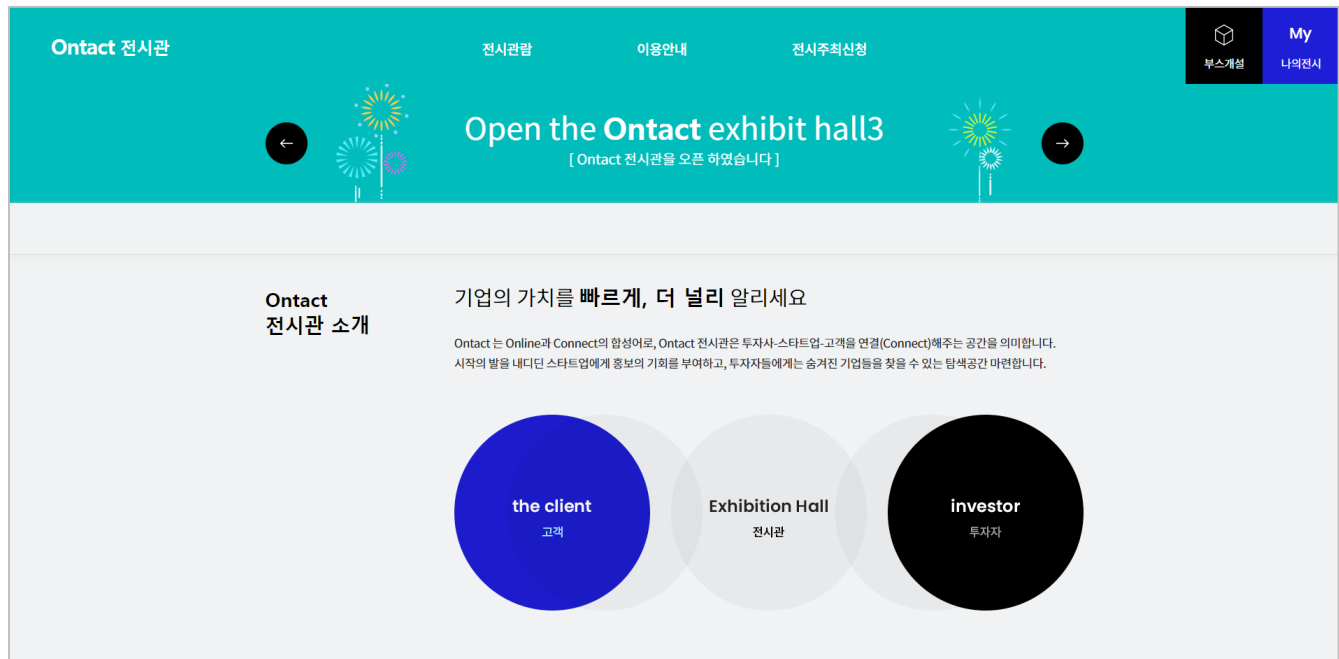 Ontact 전시관
전시관람
이용안내
전시주최신청
부스개설
My
나의전시
Open the Ontact exhibit hall3
[ Ontact 전시관을 오픈 하였습니다 ]
Ontact
전시관 소개
기업의 가치를 빠르게, 더 널리 알리세요
Ontact 는 Online과 Connect의 합성어로, Ontact 전시관은 투자사-스타트업-고객을 연결(Connect)해주는 공간을 의미합니다.
시작의 발을 내디딘 스타트업에게 홍보의 기회를 부여하고, 투자자들에게는 숨겨진 기업들을 찾을 수 있는 탐색공간 마련합니다.
the client
고객
Exhibition Hall
전시관
investor
투자자